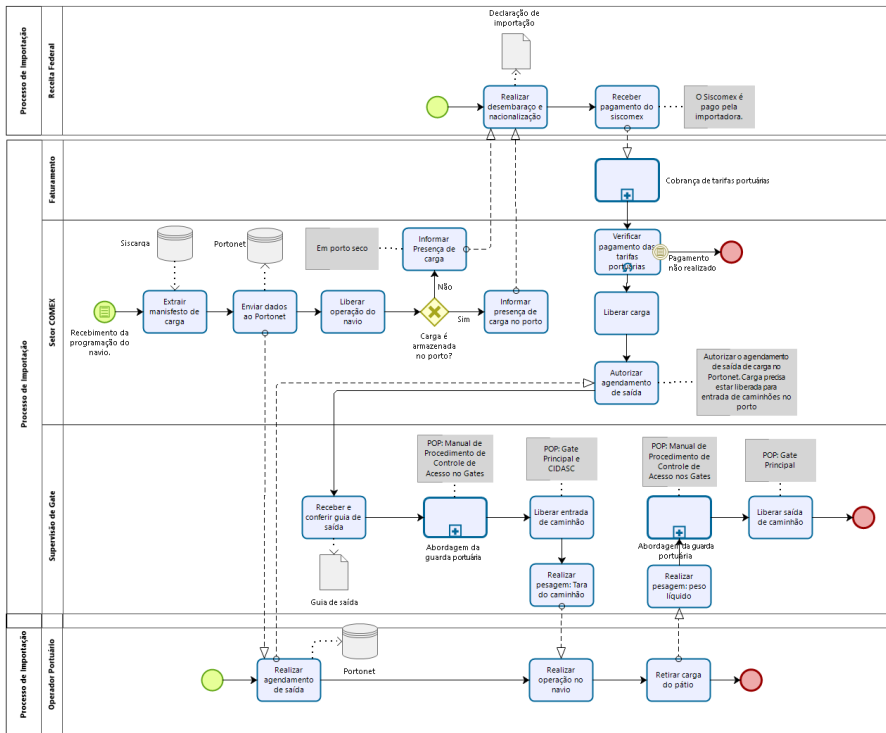 Processo de Importação
Receita Federal
Declaração de
importação
Realizar
desembaraço e
nacionalização
Receber
pagamento do
siscomex
O Siscomex é
pago pela
importadora.
Processo de Importação
Faturamento
Cobrança de tarifas portuárias
Setor COMEX
Siscarga
Portonet
Em porto seco
Informar
Presença de
carga
Verificar
pagamento das
tarifas
portuárias
Pagamento
não realizado
Não
Extrair
manisfesto de
carga
Enviar dados
ao Portonet
Liberar
operação do
navio
Sim
Informar
presença de
carga no porto
Liberar carga
Recebimento da
programação do
navio.
Carga é
armazenada
no porto?
Autorizar
agendamento
de saída
Autorizar o agendamento
de saída de carga no
Portonet. Carga precisa
estar liberada para
entrada de caminhões no
porto
Supervisão de Gate
POP: Manual de
Procedimento de
Controle de
Acesso no Gates
POP: Gate
Principal e
CIDASC
POP: Manual de
Procedimento de
Controle de
Acesso nos Gates
POP: Gate
Principal
Receber e
conferir guia de
saída
Liberar entrada
de caminhão
Liberar saída
de caminhão
Abordagem da
guarda portuária
Abordagem da guarda
portuária
Guia de saída
Realizar
pesagem: Tara
do caminhão
Realizar
pesagem: peso
líquido
Processo de Importação
Operador Portuário
Realizar
agendamento
de saída
Portonet
Realizar
operação no
navio
Retirar carga
do pátio